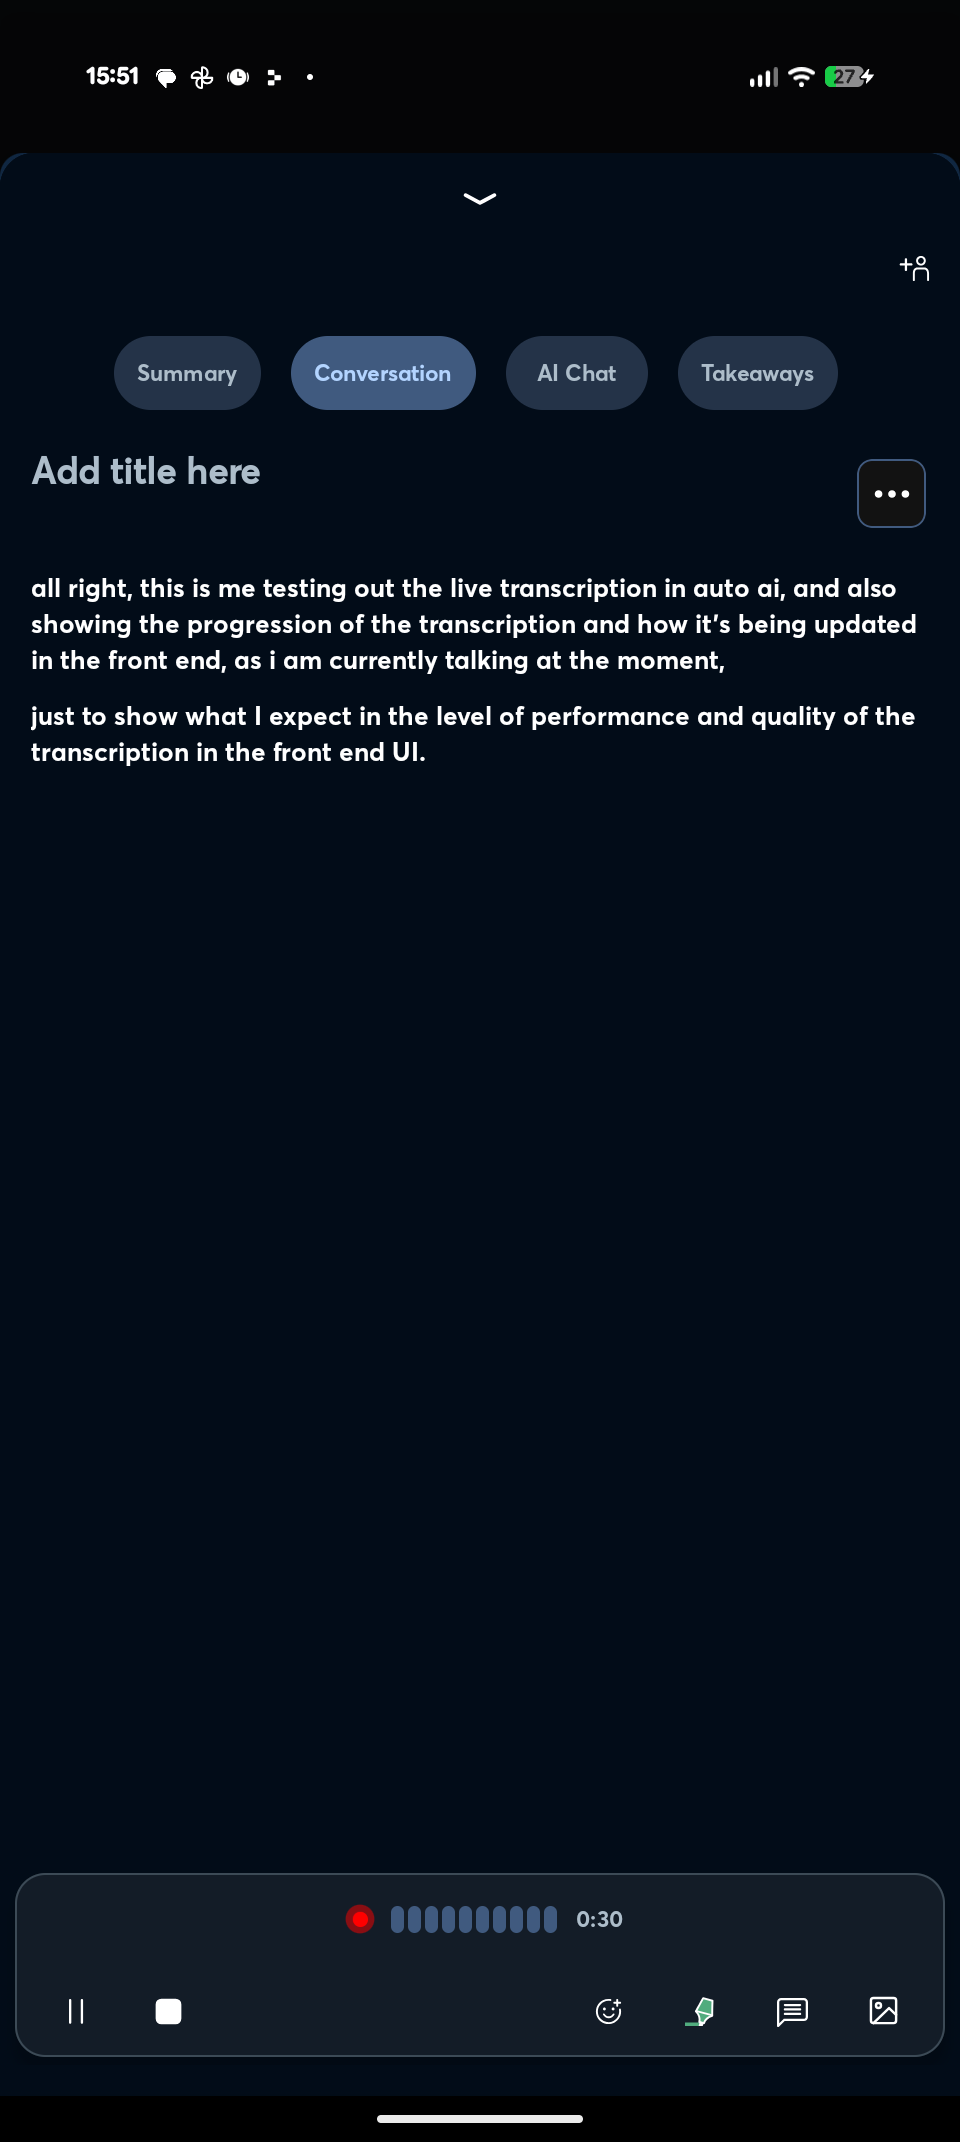 15:51
27
Summary Conversation AI Chat Takeaways
Add title here
all right, this is me testing out the live transcription in auto ai, and also
showing the progression of the transcription and how it's being updated
in the front end, as i am currently talking at the moment,
just to show what I expect in the level of performance and quality of the
transcription in the front end UI.
0:30